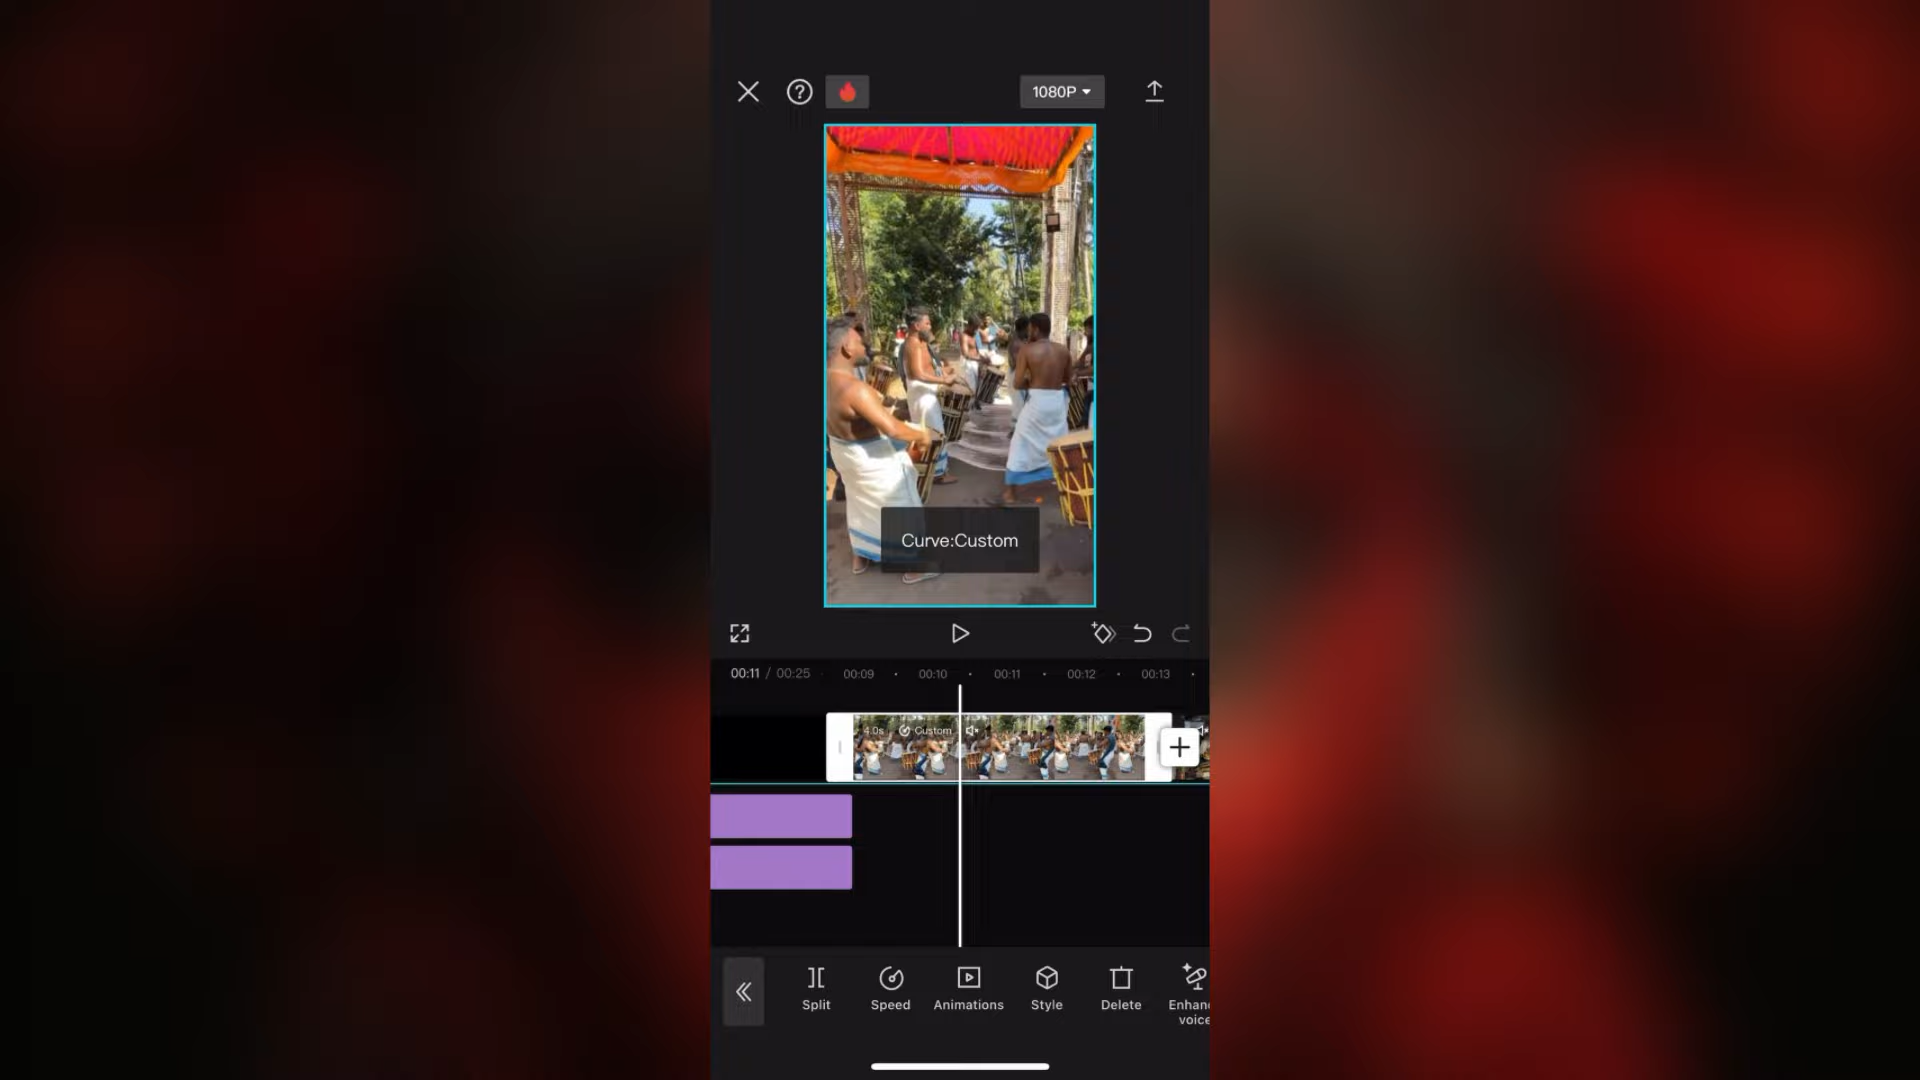 ?
1080P
Curve:Custom
00:11 / 00:25
00:09
00:10
00:11
00:12
00:13
4.0s
Custom
Split
Speed
Animations
Style
Delete
Enhan
voice